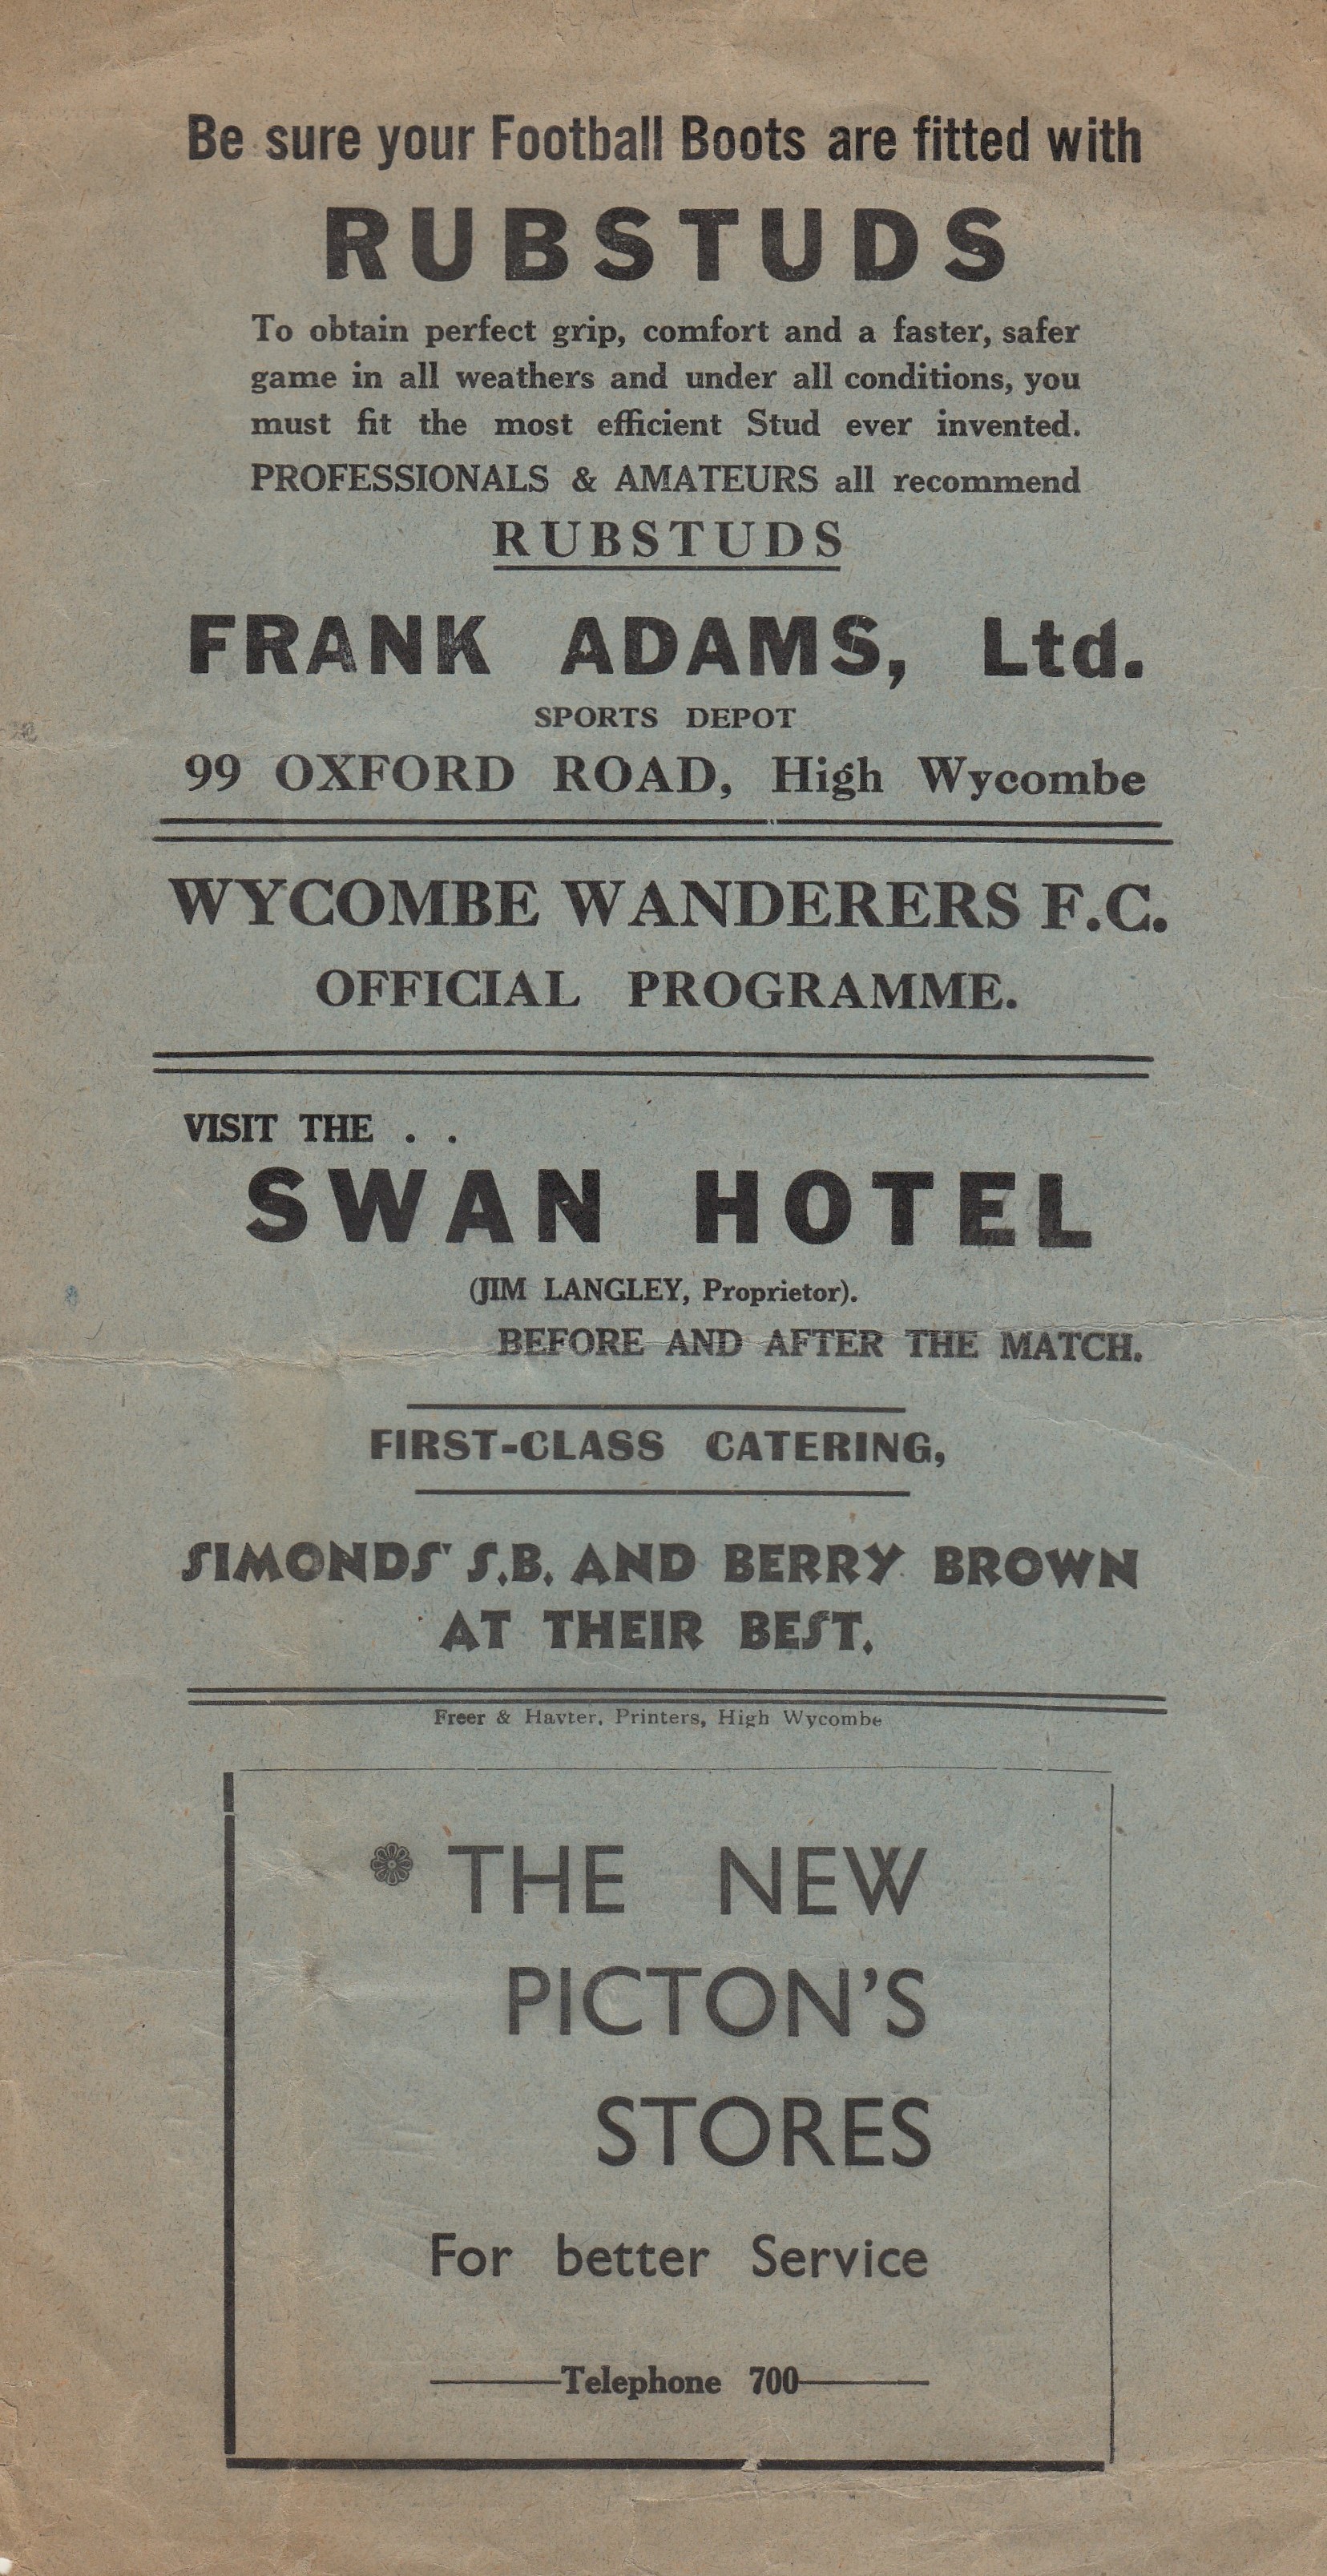 Be sure your Football Boots are fitted with
RUBSTUDS
To obtain perfect grip, comfort and a faster, safer
game in all weathers and under all conditions, you
must fit the most efficient Stud ever invented.
PROFESSIONALS & AMATEURS all recommend
RUBSTUDS
FRANK ADAMS, Ltd.
SPORTS DEPOT
99 OXFORD ROAD, High Wycombe
WYCOMBE WANDERERS F.C.
OFFICIAL PROGRAMME.
VISIT THE . .
SWAN HOTEL
(JIM LANGLEY, Proprietor).
BEFORE AND AFTER THE MATCH.
FIRST-CLASS CATERING,
SIMONDS' S.B. AND BERRY BROWN
AT THEIR BEST.
Freer & Hayter, Printers, High Wycombe
THE NEW
PICTON'S
STORES
For better Service
Telephone 700